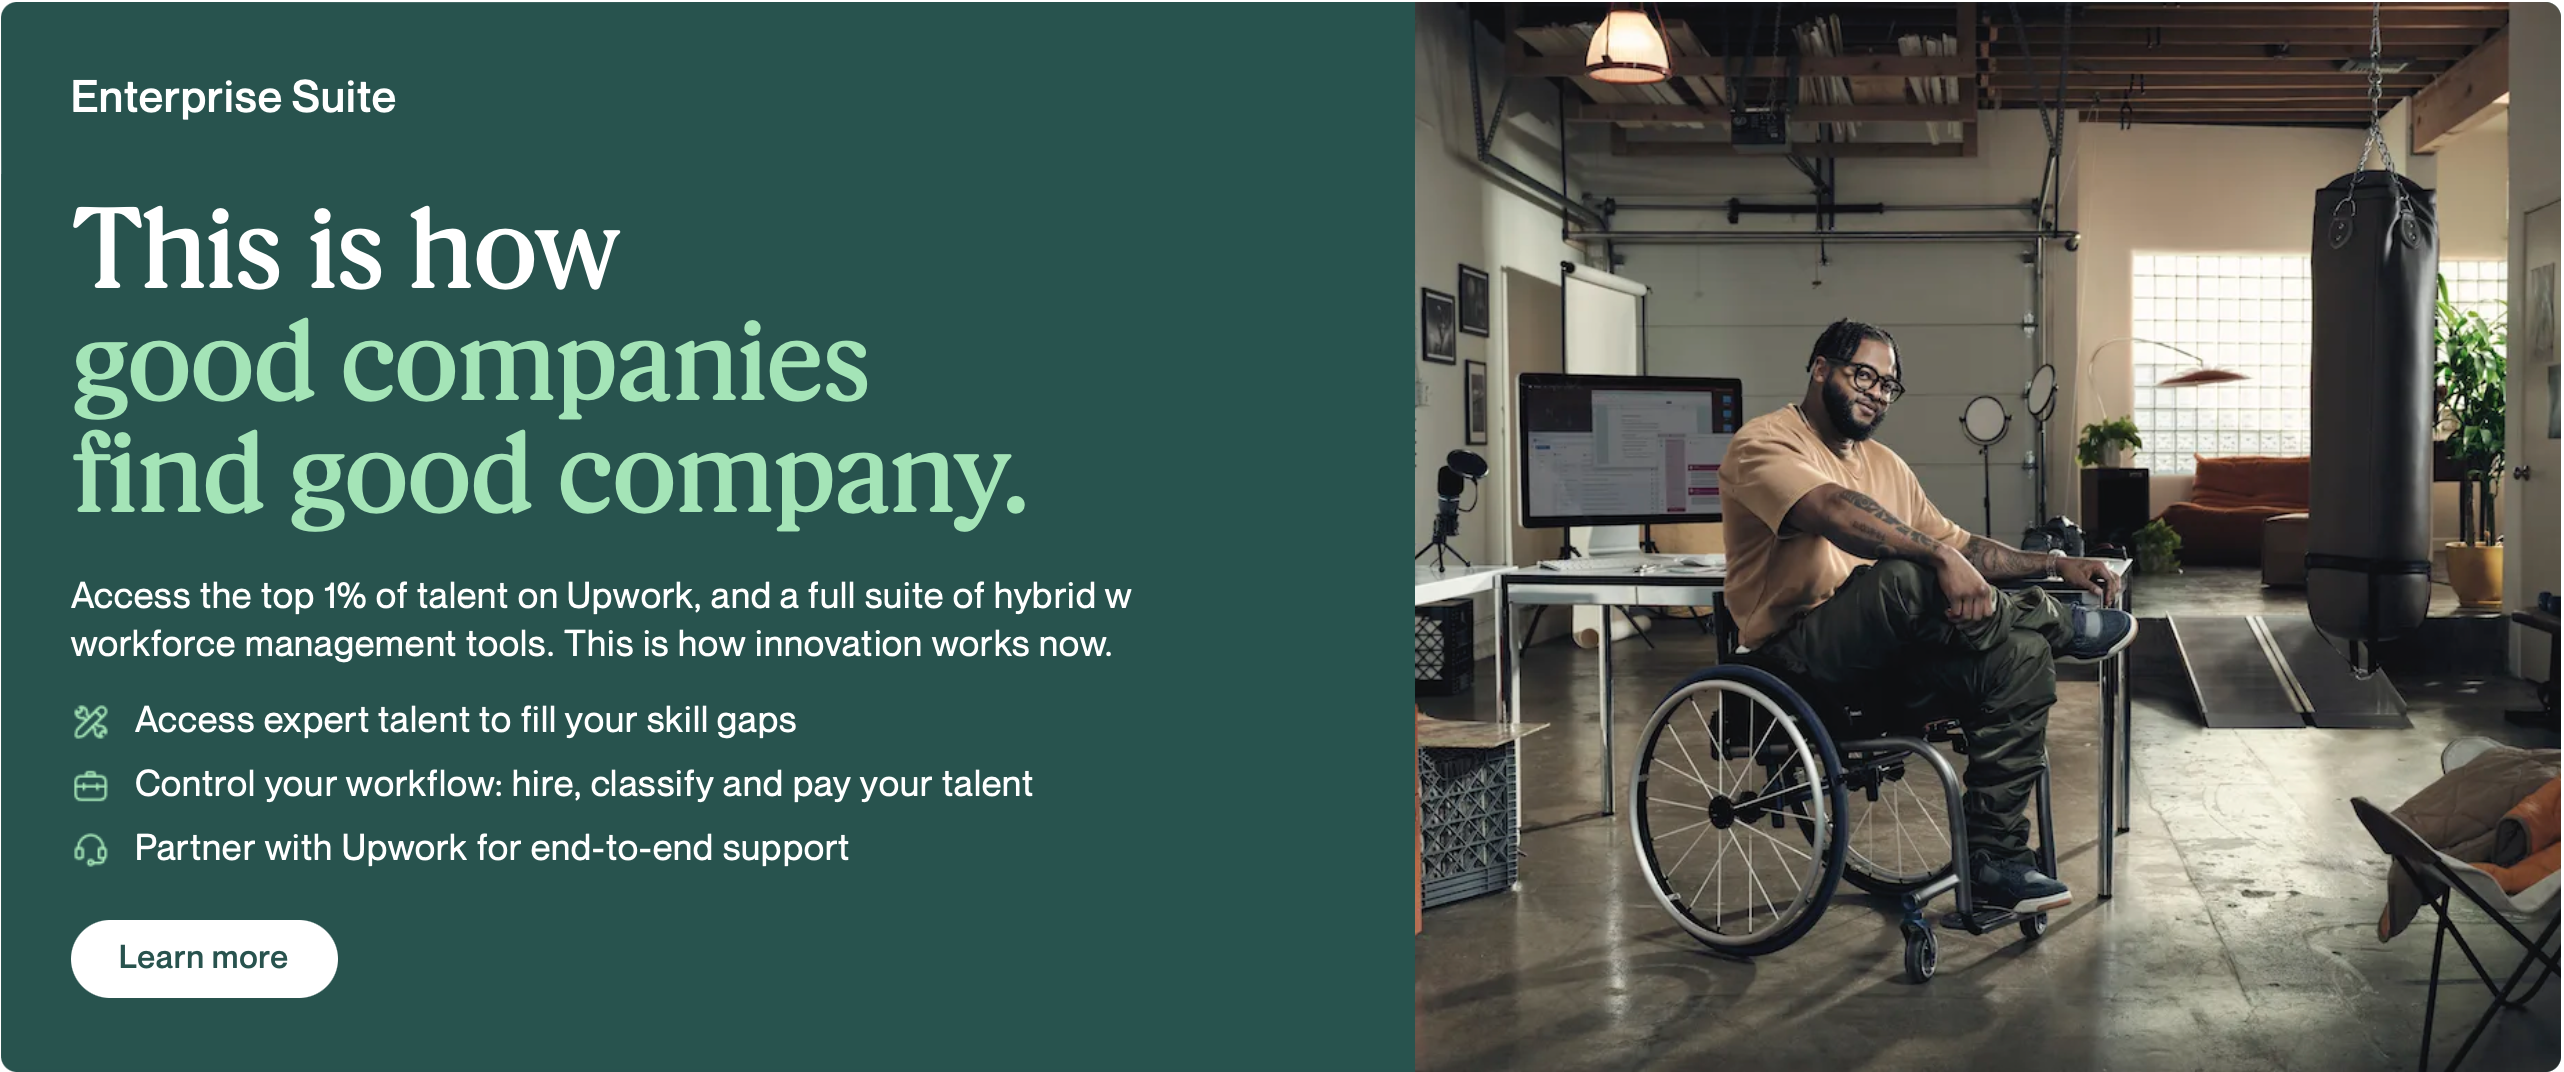 Enterprise Suite
This is how
good companies
find good company.
Access the top 1% of talent on Upwork, and a full suite of hybrid w
workforce management tools. This is how innovation works now.
Access expert talent to fill your skill gaps
Control your workflow: hire, classify and pay your talent
Partner with Upwork for end-to-end support
Learn more